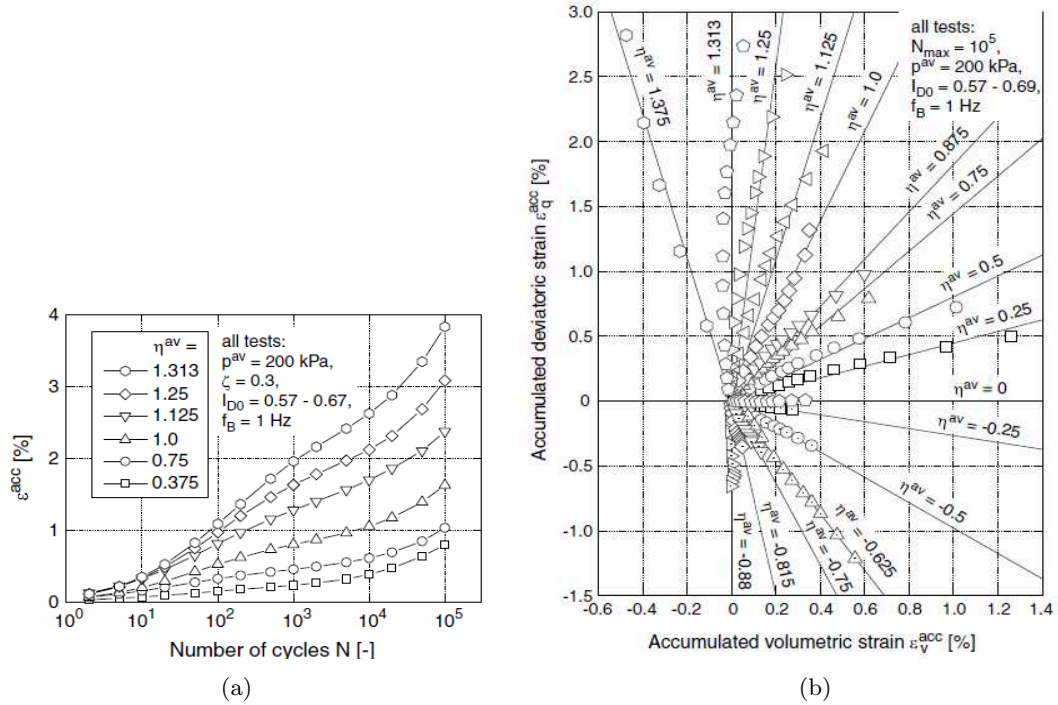 4
3
2
1
0
ε^acc [%]
η^av =
1.313
1.25
1.125
1.0
0.75
0.375
all tests:
p^av = 200 kPa,
ζ = 0.3,
I_D0 = 0.57 - 0.67,
f_B = 1 Hz
10^0 10^1 10^2 10^3 10^4 10^5
Number of cycles N [-]
(a)
3.0
2.5
2.0
1.5
1.0
0.5
0
-0.5
-1.0
-1.5
Accumulated deviatoric strain ε_q^acc [%]
η^av = 1.375
η^av = 1.313
η^av = 1.25
η^av = 1.125
η^av = 1.0
all tests:
N_max = 10^5,
p^av = 200 kPa,
I_D0 = 0.57 - 0.69,
f_B = 1 Hz
η^av = 0.875
η^av = 0.75
η^av = 0.5
η^av = 0.25
η^av = 0
η^av = -0.25
η^av = -0.5
η^av = -0.625
η^av = -0.75
η^av = -0.815
η^av = -0.88
-0.6 -0.4 -0.2 0 0.2 0.4 0.6 0.8 1.0 1.2 1.4
Accumulated volumetric strain ε_v^acc [%]
(b)